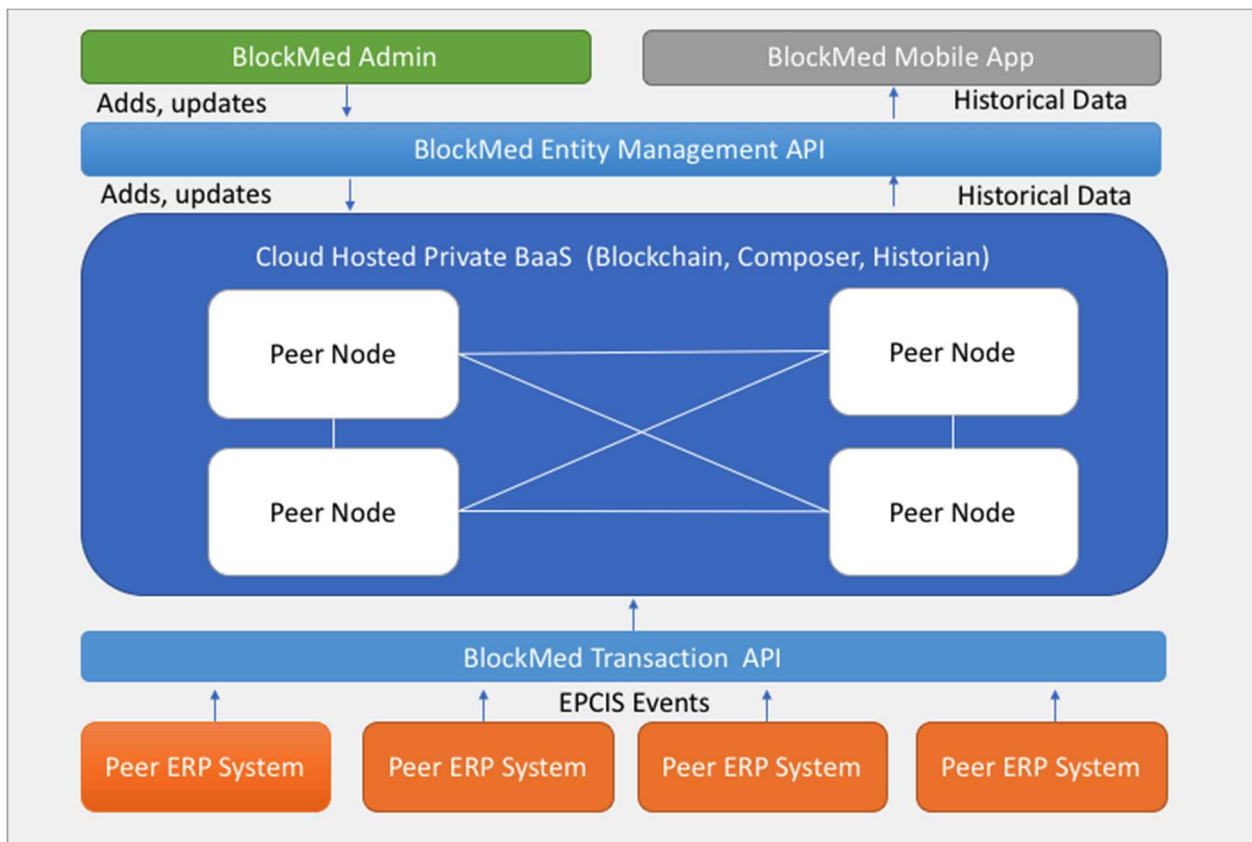 BlockMed Admin
BlockMed Mobile App
Adds, updates
Historical Data
BlockMed Entity Management API
Adds, updates
Historical Data
Cloud Hosted Private BaaS (Blockchain, Composer, Historian)
Peer Node
Peer Node
Peer Node
Peer Node
BlockMed Transaction API
EPCIS Events
Peer ERP System
Peer ERP System
Peer ERP System
Peer ERP System